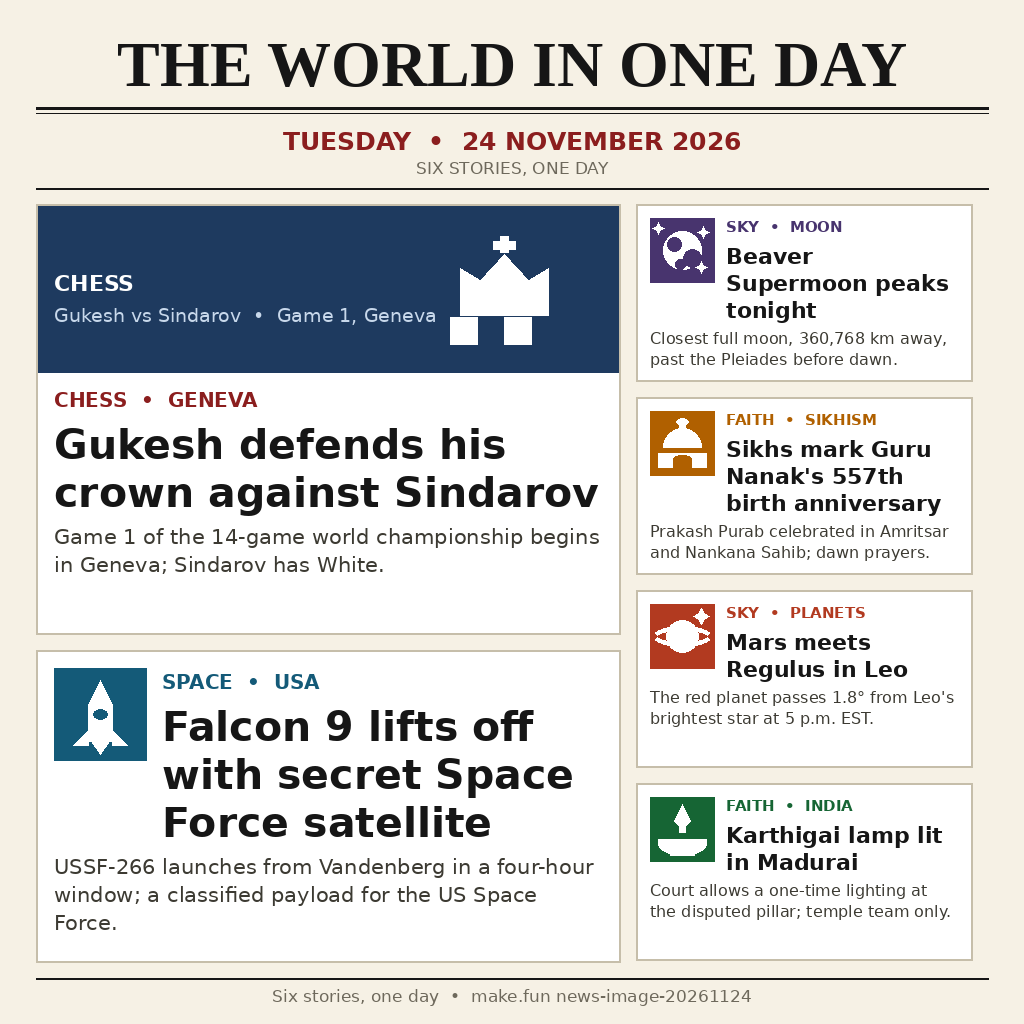 THE WORLD IN ONE DAY
TUESDAY • 24 NOVEMBER 2026
SIX STORIES, ONE DAY
CHESS
Gukesh vs Sindarov • Game 1, Geneva
CHESS • GENEVA
Gukesh defends his
crown against Sindarov
Game 1 of the 14-game world championship begins
in Geneva; Sindarov has White.
SPACE • USA
Falcon 9 lifts off
with secret Space
Force satellite
USSF-266 launches from Vandenberg in a four-hour
window; a classified payload for the US Space
Force.
SKY • MOON
Beaver
Supermoon peaks
tonight
Closest full moon, 360,768 km away,
past the Pleiades before dawn.
FAITH • SIKHISM
Sikhs mark Guru
Nanak's 557th
birth anniversary
Prakash Purab celebrated in Amritsar
and Nankana Sahib; dawn prayers.
SKY • PLANETS
Mars meets
Regulus in Leo
The red planet passes 1.8° from Leo's
brightest star at 5 p.m. EST.
FAITH • INDIA
Karthigai lamp lit
in Madurai
Court allows a one-time lighting at
the disputed pillar; temple team only.
Six stories, one day • make.fun news-image-20261124